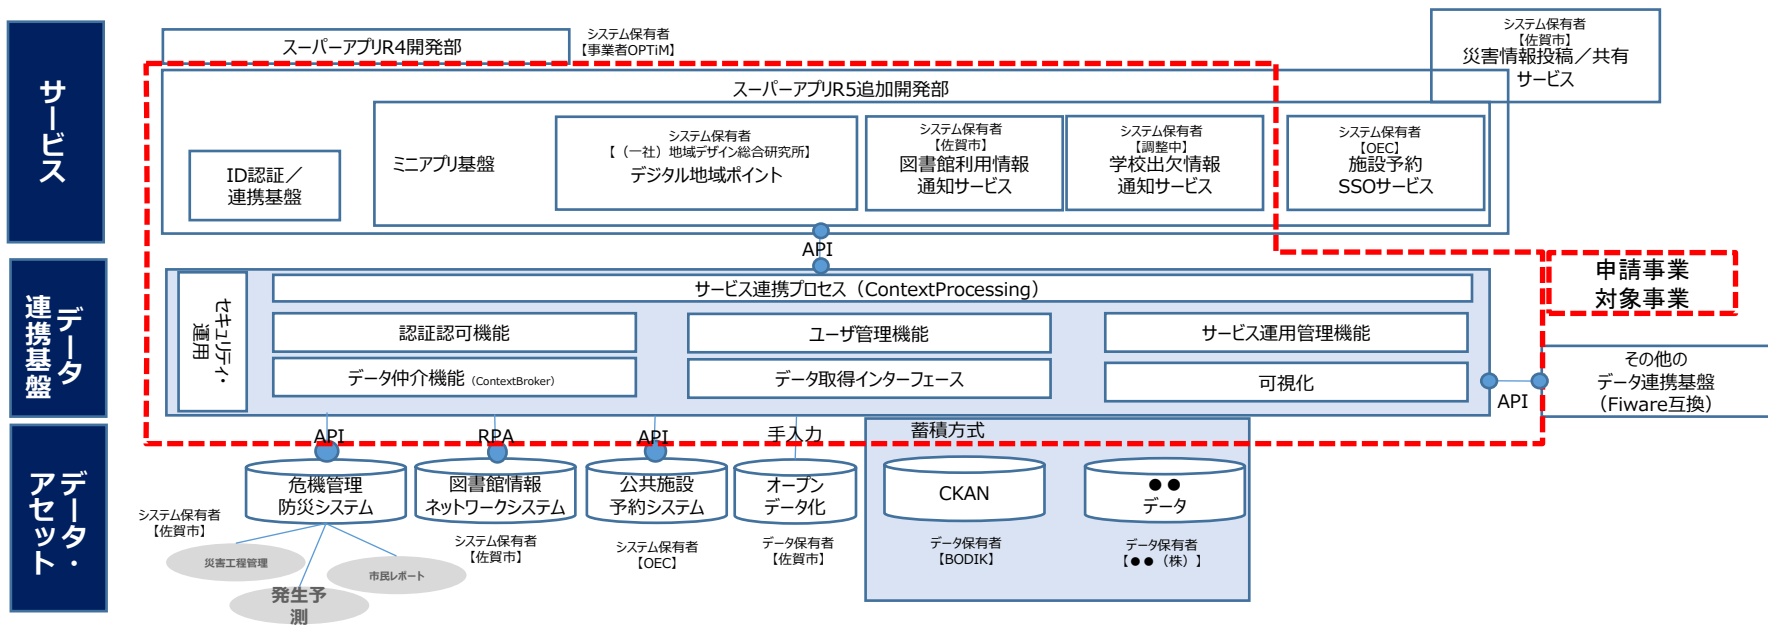 サービス
スーパーアプリR4開発部
システム保有者
【事業者OPTiM】
システム保有者
【佐賀市】
災害情報投稿／共有
サービス
スーパーアプリR5追加開発部
ID認証／
連携基盤
ミニアプリ基盤
システム保有者
【（一社）地域デザイン総合研究所】
デジタル地域ポイント
システム保有者
【佐賀市】
図書館利用情報
通知サービス
システム保有者
【調整中】
学校出欠情報
通知サービス
システム保有者
【OEC】
施設予約
SSOサービス
API
データ
連携基盤
セキュリティ・
運用
サービス連携プロセス（ContextProcessing）
認証認可機能
ユーザ管理機能
サービス運用管理機能
データ仲介機能（ContextBroker）
データ取得インターフェース
可視化
申請事業
対象事業
API
その他の
データ連携基盤
（Fiware互換）
データ・
アセット
API
RPA
API
手入力
蓄積方式
危機管理
防災システム
図書館情報
ネットワークシステム
公共施設
予約システム
オープン
データ化
CKAN
●●
データ
システム保有者
【佐賀市】
システム保有者
【佐賀市】
システム保有者
【OEC】
データ保有者
【佐賀市】
データ保有者
【BODIK】
データ保有者
【●●（株）】
災害工程管理
市民レポート
発生予
測